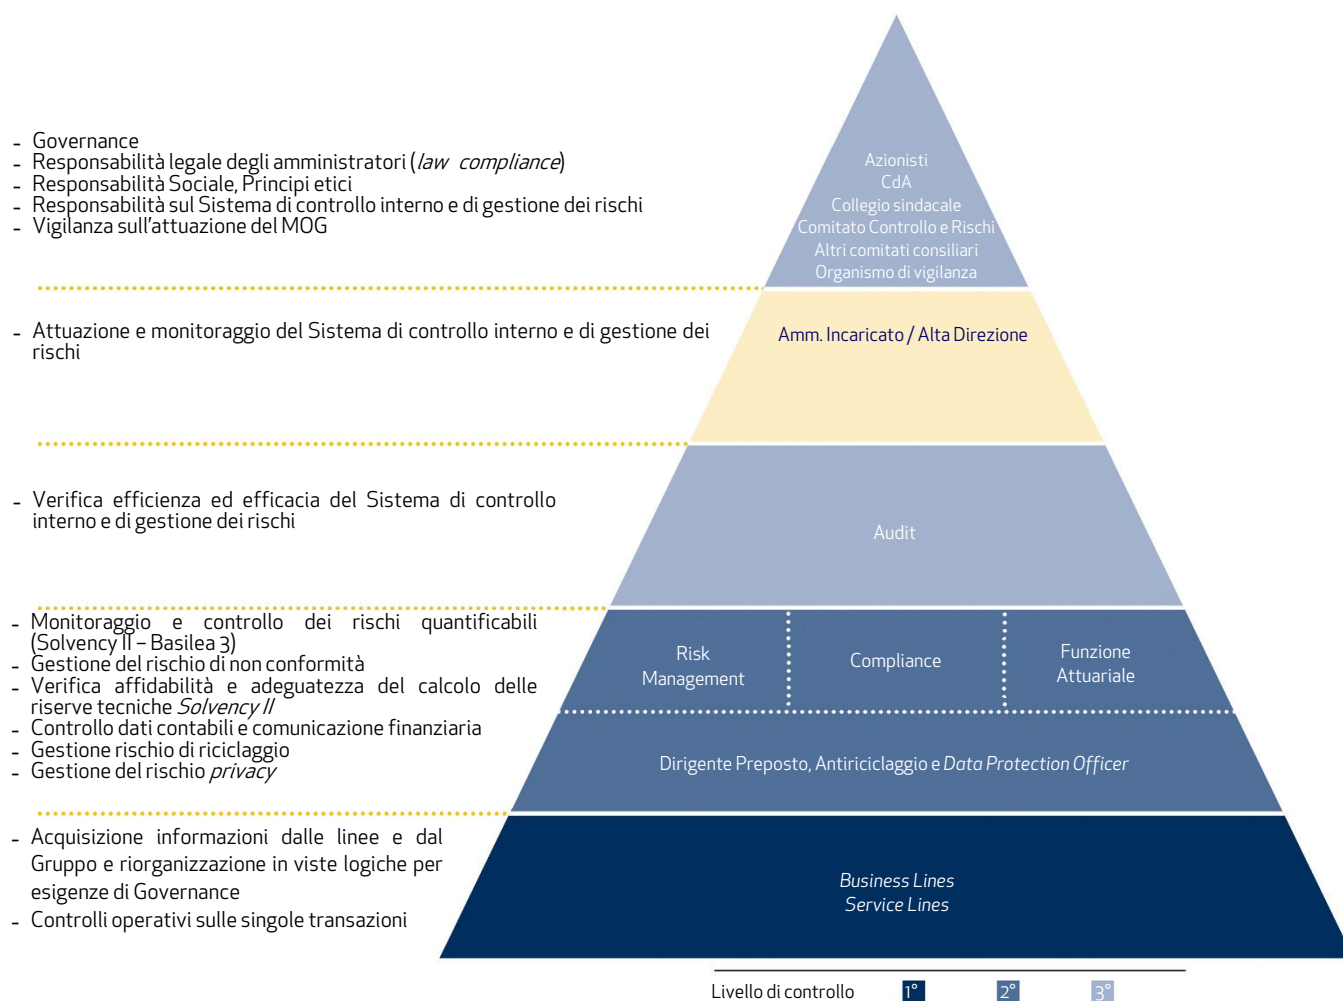 - Governance
- Responsabilità legale degli amministratori (law compliance)
- Responsabilità Sociale, Principi etici
- Responsabilità sul Sistema di controllo interno e di gestione dei rischi
- Vigilanza sull'attuazione del MOG
Azionisti
CdA
Collegio sindacale
Comitato Controllo e Rischi
Altri comitati consiliari
Organismo di vigilanza
- Attuazione e monitoraggio del Sistema di controllo interno e di gestione dei
rischi
Amm. Incaricato / Alta Direzione
- Verifica efficienza ed efficacia del Sistema di controllo
interno e di gestione dei rischi
Audit
- Monitoraggio e controllo dei rischi quantificabili
(Solvency II – Basilea 3)
- Gestione del rischio di non conformità
- Verifica affidabilità e adeguatezza del calcolo delle
riserve tecniche Solvency II
- Controllo dati contabili e comunicazione finanziaria
- Gestione rischio di riciclaggio
- Gestione del rischio privacy
Risk
Management
Compliance
Funzione
Attuariale
Dirigente Preposto, Antiriciclaggio e Data Protection Officer
- Acquisizione informazioni dalle linee e dal
Gruppo e riorganizzazione in viste logiche per
esigenze di Governance
- Controlli operativi sulle singole transazioni
Business Lines
Service Lines
Livello di controllo 1° 2° 3°